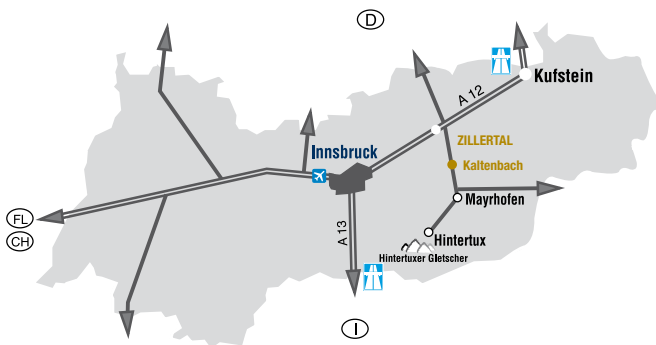 D
Kufstein
A 12
ZILLERTAL
Innsbruck
Kaltenbach
Mayrhofen
FL
CH
A 13
Hintertux
Hintertuxer Gletscher
I